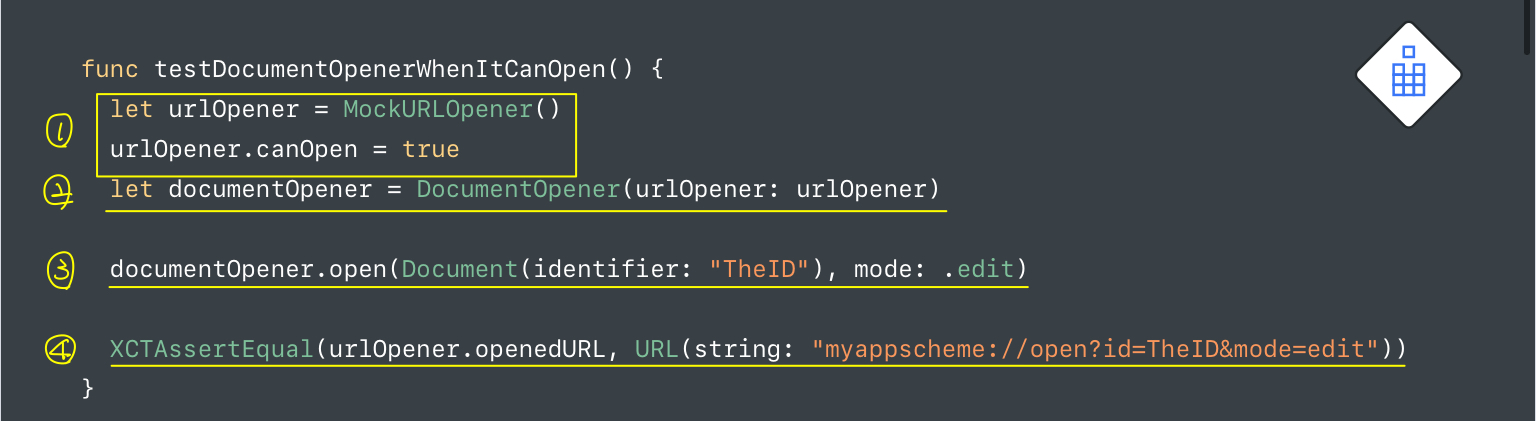 func testDocumentOpenerWhenItCanOpen() {
① let urlOpener = MockURLOpener()
urlOpener.canOpen = true
② let documentOpener = DocumentOpener(urlOpener: urlOpener)
③ documentOpener.open(Document(identifier: "TheID"), mode: .edit)
④ XCTAssertEqual(urlOpener.openedURL, URL(string: "myappscheme://open?id=TheID&mode=edit"))
}